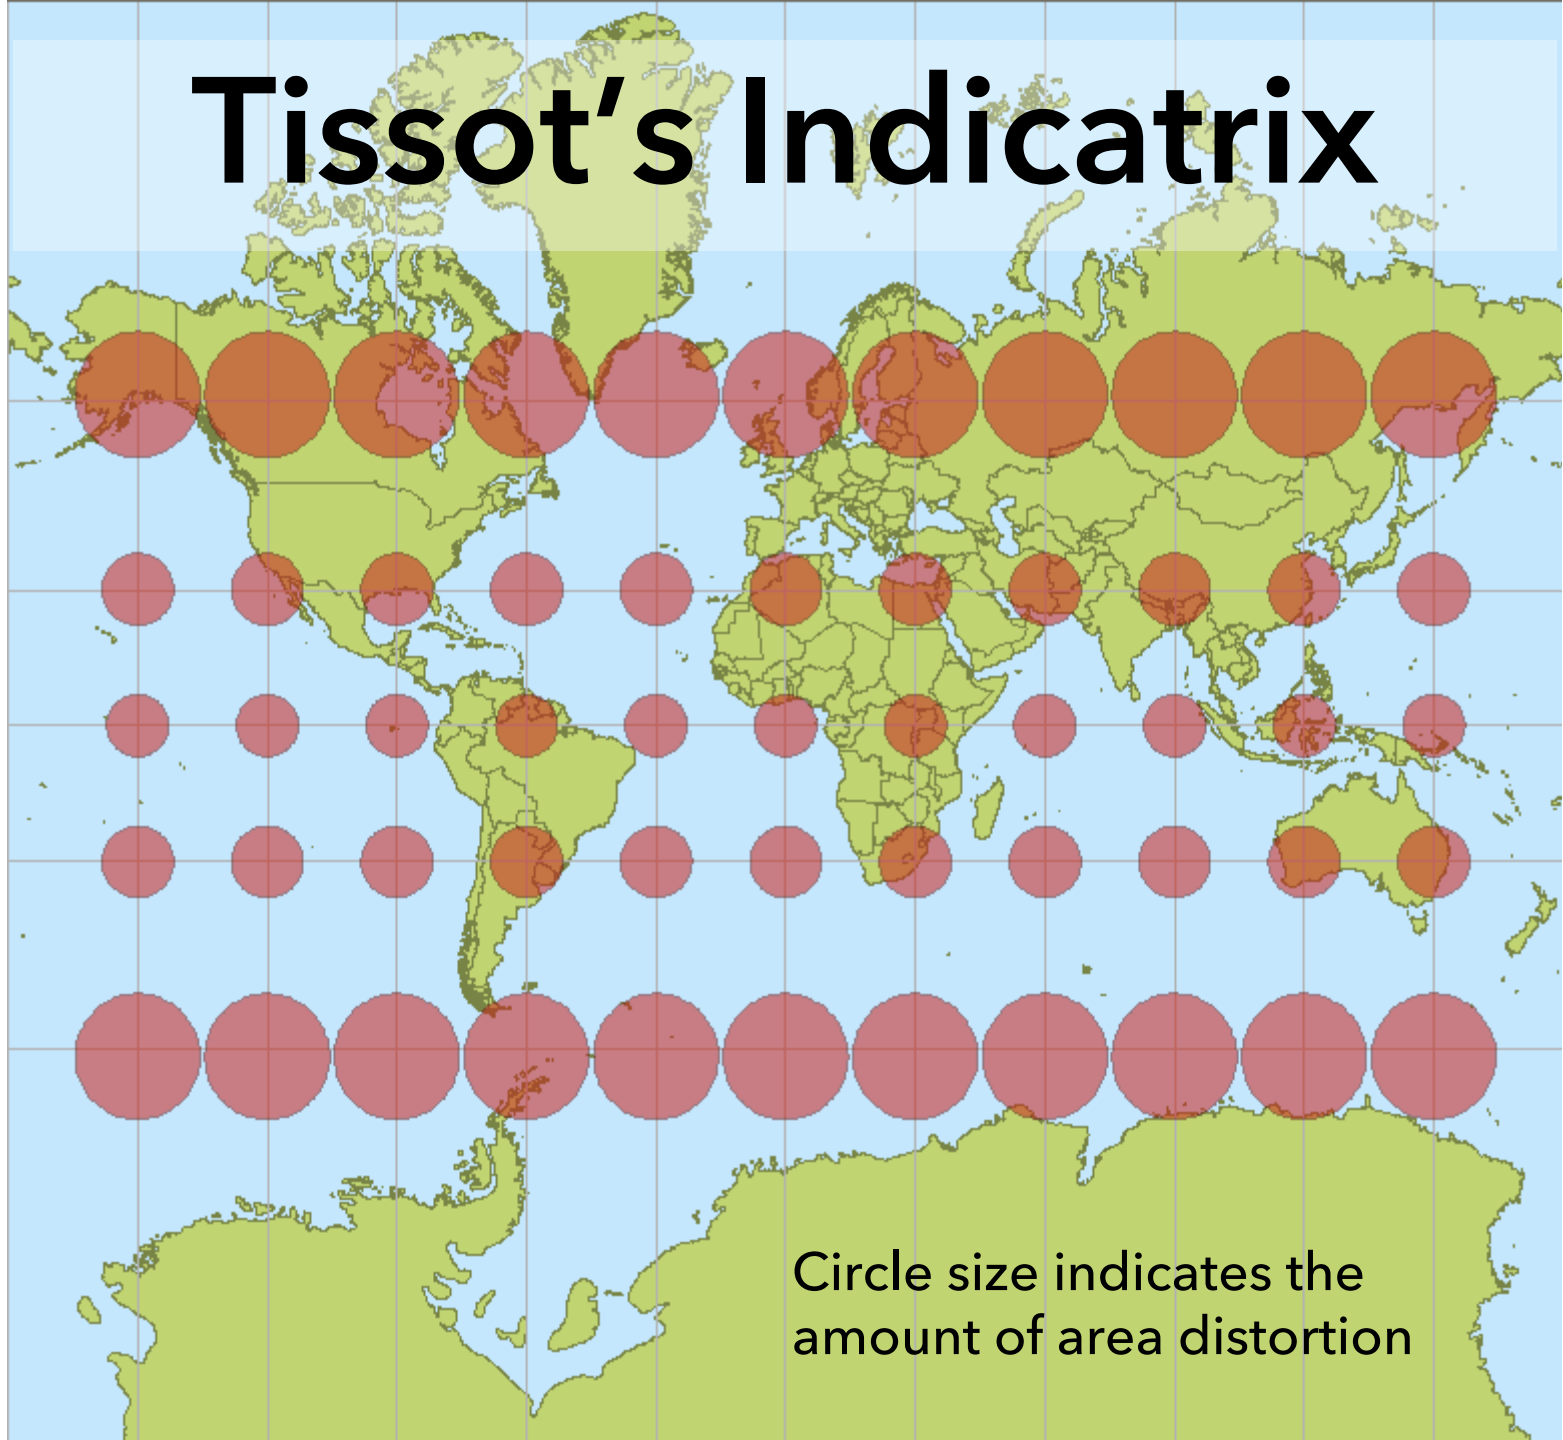 Tissot’s Indicatrix
Circle size indicates the
amount of area distortion